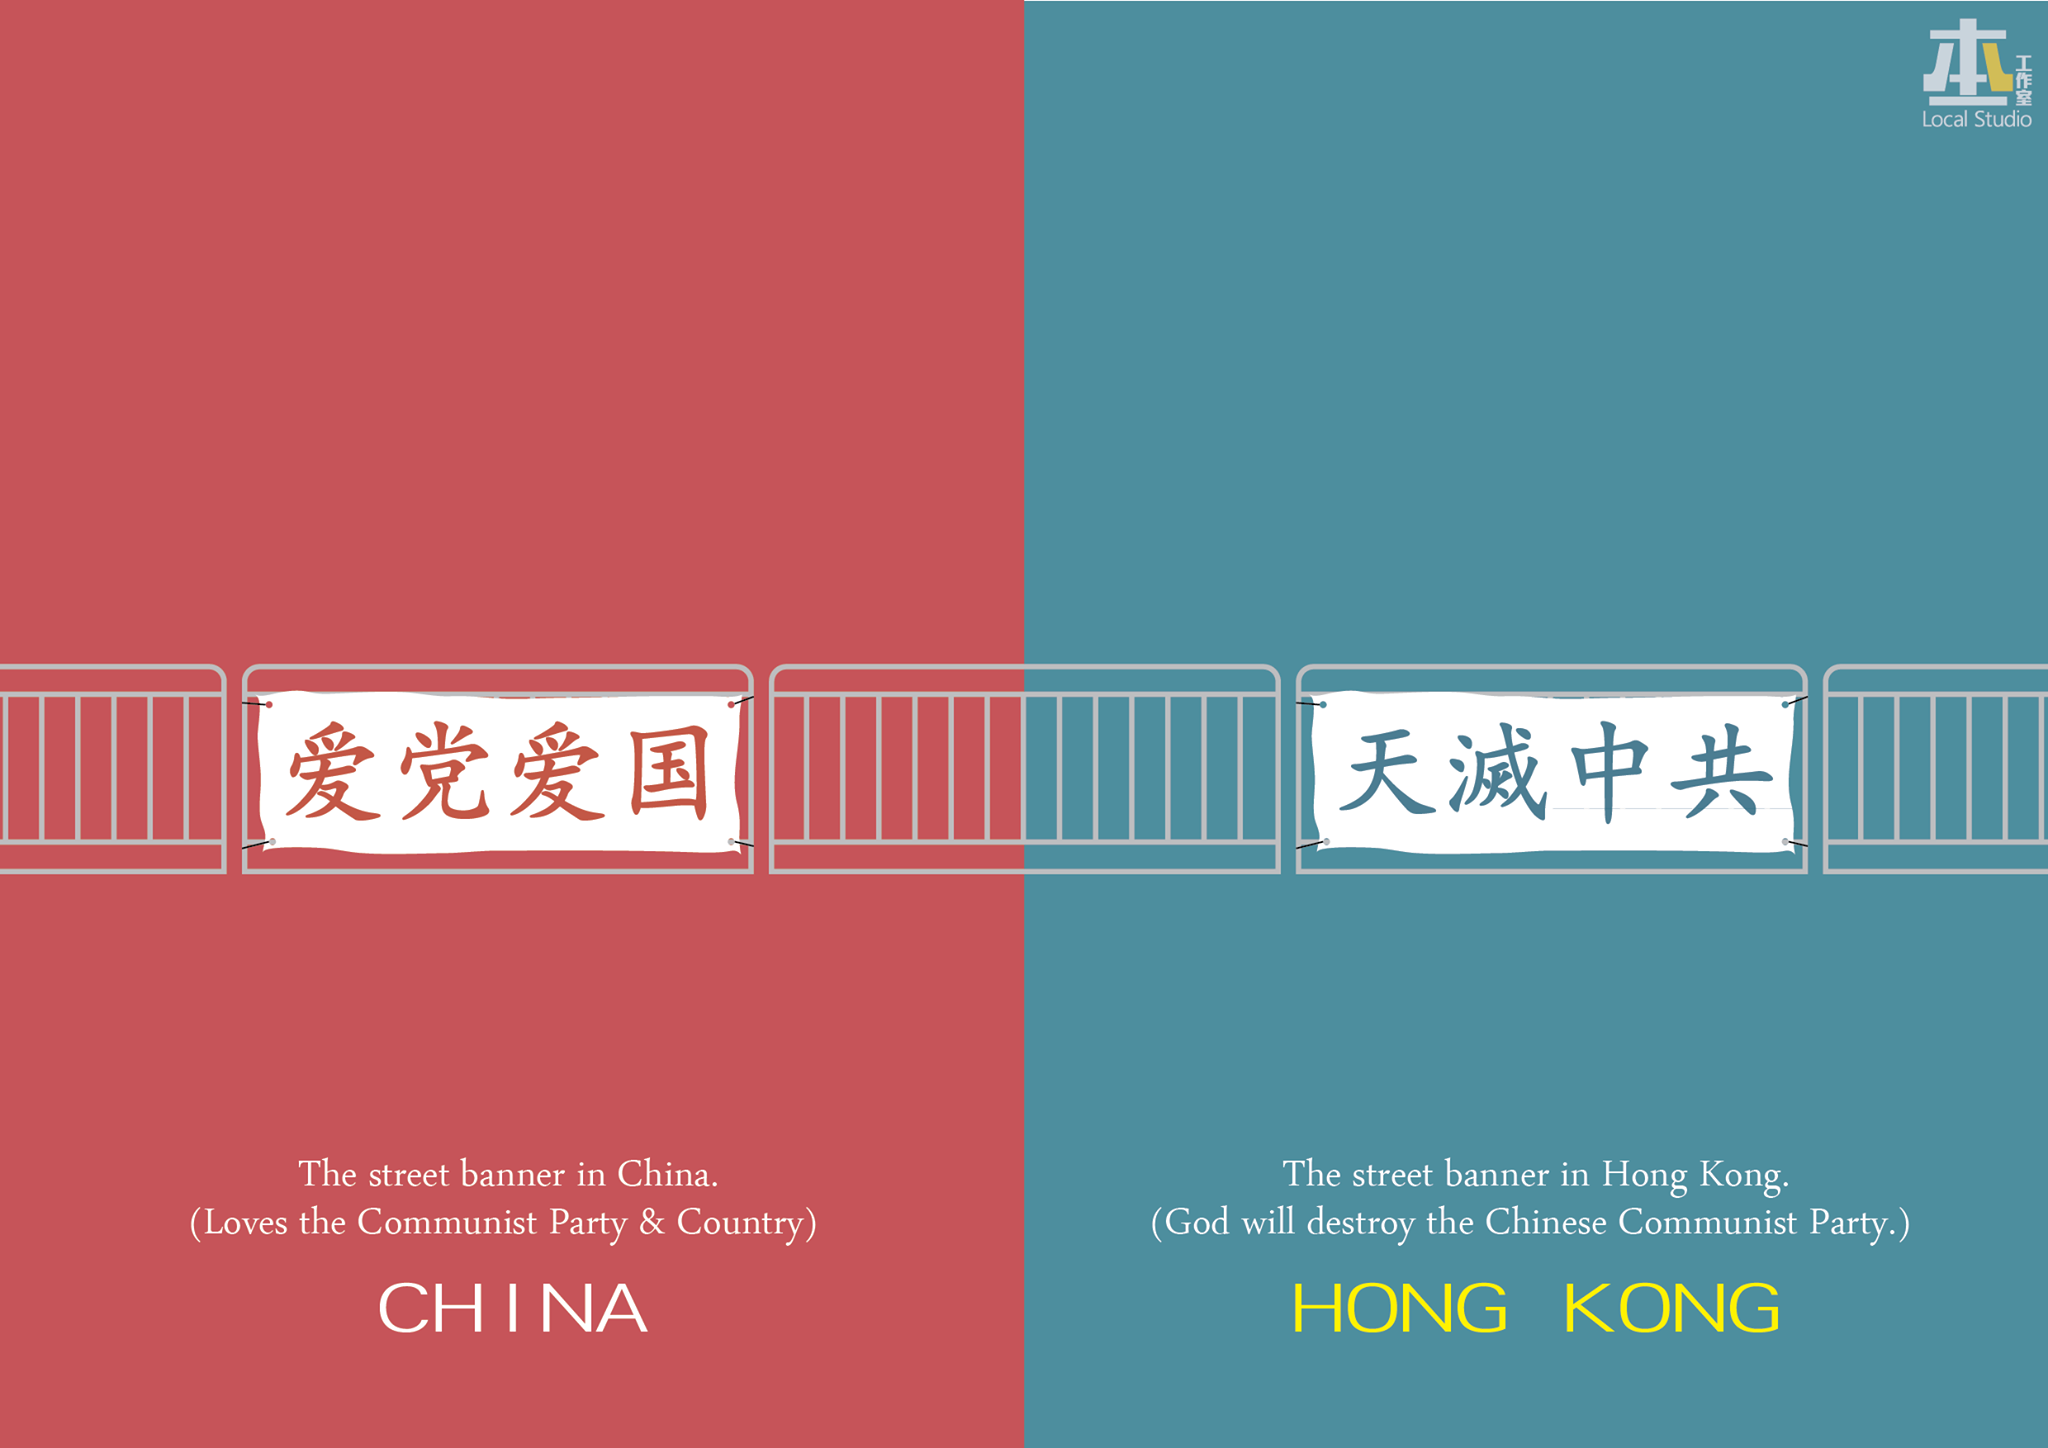 本
工作室
Local Studio
爱党爱国
天滅中共
The street banner in China.
(Loves the Communist Party & Country)
CHINA
The street banner in Hong Kong.
(God will destroy the Chinese Communist Party.)
HONG KONG